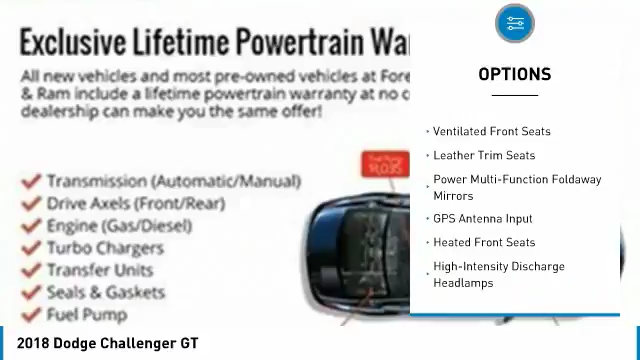 Exclusive Lifetime Powertrain
All new vehicles and most pre-owned vehicles at
& Ram include a lifetime powertrain warranty at no
dealership can make you the same offer!
Transmission (Automatic/Manual)
Drive Axels (Front/Rear)
Engine (Gas/Diesel)
Turbo Chargers
Transfer Units
Seals & Gaskets
Fuel Pump
OPTIONS
Ventilated Front Seats
Leather Trim Seats
Power Multi-Function Foldaway
Mirrors
GPS Antenna Input
Heated Front Seats
High-Intensity Discharge
Headlamps
2018 Dodge Challenger GT